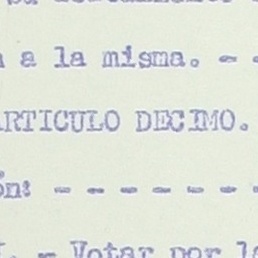 a la misma. - -
ARTICULO DECIMO.
ón: - - - - - - -
- Votar por la